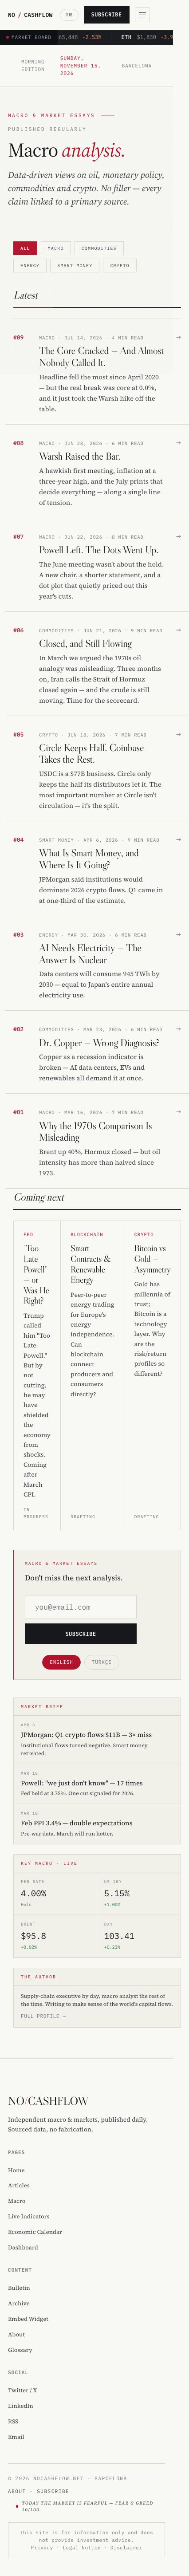 NO / CASHFLOW TR SUBSCRIBE
MARKET BRIEF 65,448 -2.53% ETH $1,830
MORNING EDITION
SUNDAY, NOVEMBER 15, 2026
BARCELONA
MACRO & MARKET ESSAYS
PUBLISHED REGULARLY
Macro analysis.
Data-driven views on oil, monetary policy,
commodities and crypto. No filler — every
claim linked to a primary source.
ALL MACRO COMMODITIES
ENERGY SMART MONEY CRYPTO
Latest
#09 MACRO · JUL 14, 2026 · 4 MIN READ →
The Core Cracked — And Almost
Nobody Called It.
Headline fell the most since April 2020
— but the real break was core at 0.0%,
and it just took the Warsh hike off the
table.
#08 MACRO · JUN 28, 2026 · 6 MIN READ →
Warsh Raised the Bar.
A hawkish first meeting, inflation at a
three-year high, and the July prints that
decide everything — along a single line
of tension.
#07 MACRO · JUN 22, 2026 · 8 MIN READ →
Powell Left. The Dots Went Up.
The June meeting wasn't about the hold.
A new chair, a shorter statement, and a
dot plot that quietly priced out this
year's cuts.
#06 COMMODITIES · JUN 21, 2026 · 9 MIN READ →
Closed, and Still Flowing
In March we argued the 1970s oil
analogy was misleading. Three months
on, Iran calls the Strait of Hormuz
closed again — and the crude is still
moving. Time for the scorecard.
#05 CRYPTO · JUN 18, 2026 · 7 MIN READ →
Circle Keeps Half. Coinbase
Takes the Rest.
USDC is a $77B business. Circle only
keeps the half its distributors let it. The
most important number at Circle isn't
circulation — it's the split.
#04 SMART MONEY · APR 6, 2026 · 9 MIN READ →
What Is Smart Money, and
Where Is It Going?
JPMorgan said institutions would
dominate 2026 crypto flows. Q1 came in
at one-third of the estimate.
#03 ENERGY · MAR 30, 2026 · 6 MIN READ →
AI Needs Electricity — The
Answer Is Nuclear
Data centers will consume 945 TWh by
2030 — equal to Japan's entire annual
electricity use.
#02 COMMODITIES · MAR 23, 2026 · 6 MIN READ →
Dr. Copper — Wrong Diagnosis?
Copper as a recession indicator is
broken — AI data centers, EVs and
renewables all demand it at once.
#01 MACRO · MAR 16, 2026 · 7 MIN READ →
Why the 1970s Comparison Is
Misleading
Brent up 40%, Hormuz closed — but oil
intensity has more than halved since
1973.
Coming next
FED
"Too
Late
Powell"
— or
Was He
Right?
Trump
called
him "Too
Late
Powell."
But by
not
cutting,
he may
have
shielded
the
economy
from
shocks.
Coming
after
March
CPI.
IN
PROGRESS
BLOCKCHAIN
Smart
Contracts &
Renewable
Energy
Peer-to-peer
energy trading
for Europe's
energy
independence.
Can
blockchain
connect
producers and
consumers
directly?
DRAFTING
CRYPTO
Bitcoin vs
Gold —
Asymmetry
Gold has
millennia of
trust;
Bitcoin is a
technology
layer. Why
are the
risk/return
profiles so
different?
DRAFTING
MACRO & MARKET ESSAYS
Don't miss the next analysis.
you@email.com
SUBSCRIBE
ENGLISH TÜRKÇE
MARKET BRIEF
APR 6
JPMorgan: Q1 crypto flows $11B — 3× miss
Institutional flows turned negative. Smart money
retreated.
MAR 18
Powell: "we just don't know" — 17 times
Fed held at 3.75%. One cut signaled for 2026.
MAR 18
Feb PPI 3.4% — double expectations
Pre-war data. March will run hotter.
KEY MACRO · LIVE
FED RATE
4.00%
Hold
US 10Y
5.15%
BRENT
$95.8
DXY
103.41
THE AUTHOR
Supply-chain executive by day, macro analyst the rest of
the time. Writing to make sense of the world's capital flows.
FULL PROFILE →
NO/CASHFLOW
Independent macro & markets, published daily.
Sourced data, no fabrication.
PAGES
Home
Articles
Macro
Live Indicators
Economic Calendar
Dashboard
CONTENT
Bulletin
Archive
Embed Widget
About
Glossary
SOCIAL
Twitter / X
LinkedIn
RSS
Email
© 2026 NOCASHFLOW.NET · BARCELONA
ABOUT · SUBSCRIBE
TODAY THE MARKET IS FEARFUL — FEAR & GREED
This site is for information only and does
not provide investment advice.
Privacy · Legal Notice · Disclaimer